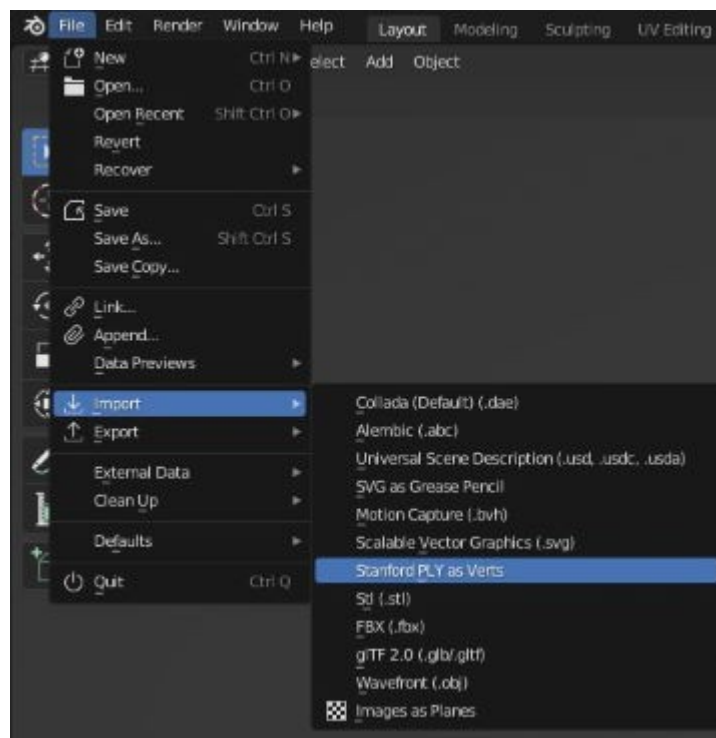 File Edit Render Window Help Layout Modeling Sculpting UV Editing
New Ctrl N
elect Add Object
Open... Ctrl O
Open Recent Shift Ctrl O
Revert
Recover
Save Ctrl S
Save As... Shift Ctrl S
Save Copy...
Link...
Append...
Data Previews
Import
Export
External Data
Clean Up
Defaults
Quit Ctrl Q
Collada (Default) (.dae)
Alembic (.abc)
Universal Scene Description (.usd, .usdc, .usda)
SVG as Grease Pencil
Motion Capture (.bvh)
Scalable Vector Graphics (.svg)
Stanford PLY as Verts
Stl (.stl)
FBX (.fbx)
glTF 2.0 (.glb/.gltf)
Wavefront (.obj)
Images as Planes